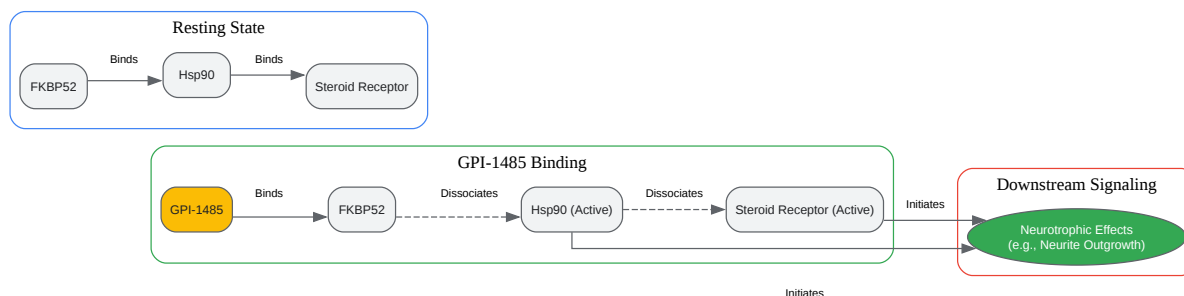 Resting State
Binds
Binds
FKBP52
Hsp90
Steroid Receptor
GPI-1485 Binding
Binds
Dissociates
Dissociates
GPI-1485
FKBP52
Hsp90 (Active)
Steroid Receptor (Active)
Initiates
Downstream Signaling
Neurotrophic Effects
(e.g., Neurite Outgrowth)
Initiates